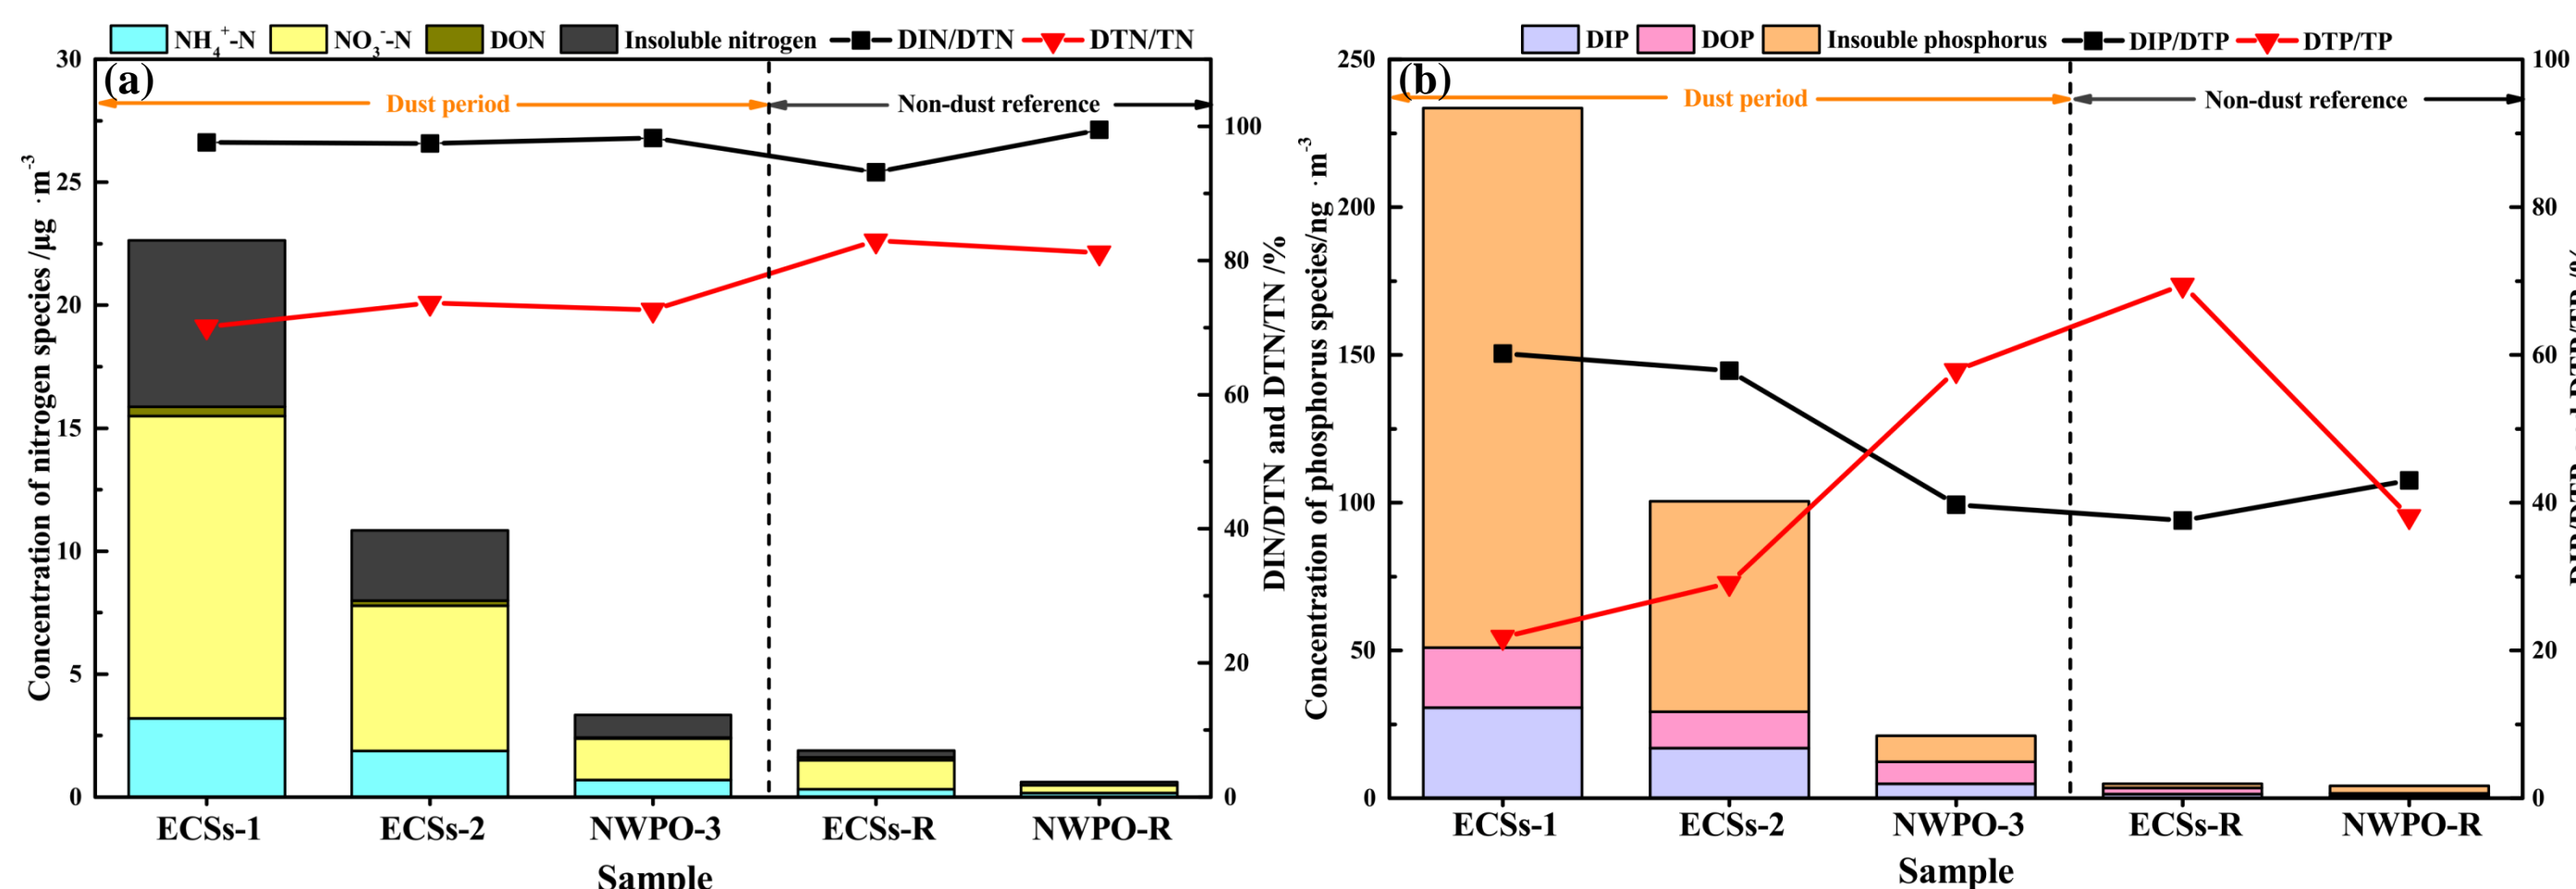 NH₄⁺-N NO₃⁻-N DON Insoluble nitrogen DIN/DTN DTN/TN
(a)
Dust period
Non-dust reference
30
25
20
15
10
5
0
Concentration of nitrogen species /μg ·m⁻³
100
80
60
40
20
0
DIN/DTN and DTN/TN /%
ECSs-1 ECSs-2 NWPO-3 ECSs-R NWPO-R
Sample
DIP DOP Insouble phosphorus DIP/DTP DTP/TP
(b)
Dust period
Non-dust reference
250
200
150
100
50
0
Concentration of phosphorus species/ng ·m⁻³
100
80
60
40
20
0
ECSs-1 ECSs-2 NWPO-3 ECSs-R NWPO-R
Sample